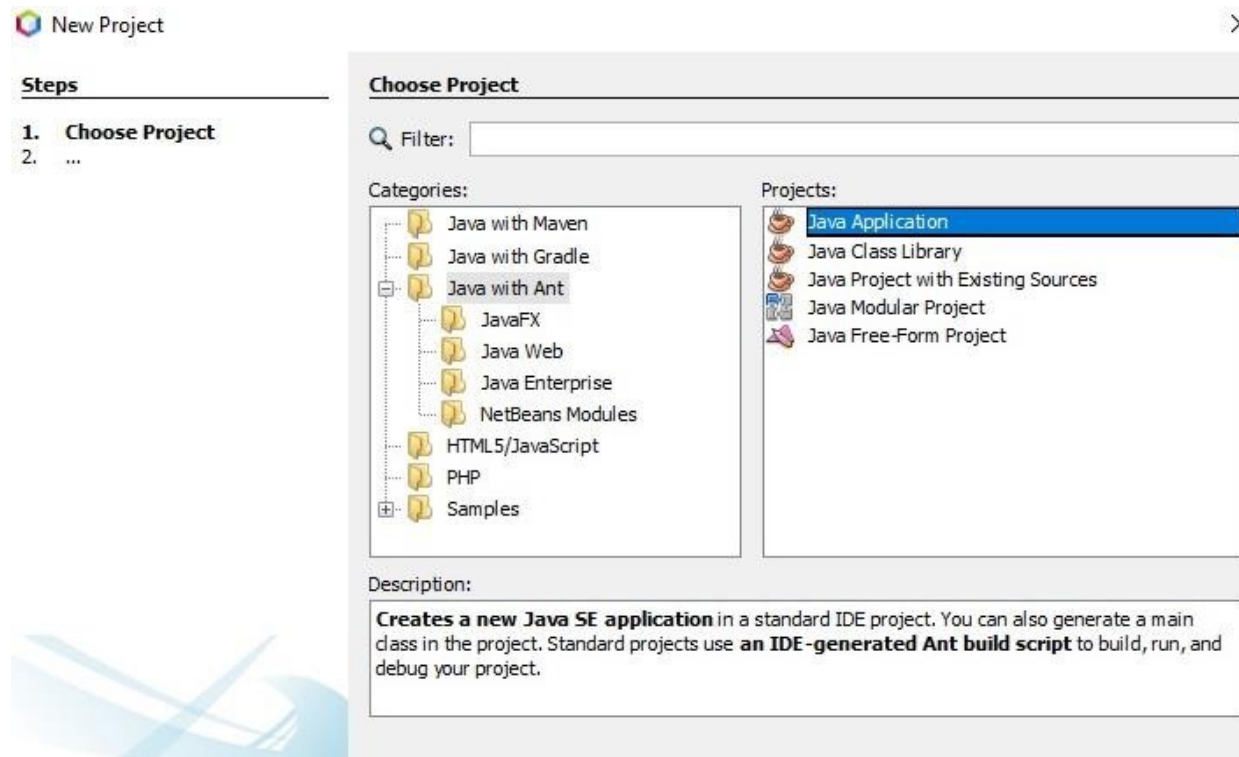 New Project
Steps
1. Choose Project
2. ...
Choose Project
Filter:
Categories:
Java with Maven
Java with Gradle
Java with Ant
JavaFX
Java Web
Java Enterprise
NetBeans Modules
HTML5/JavaScript
PHP
Samples
Projects:
Java Application
Java Class Library
Java Project with Existing Sources
Java Modular Project
Java Free-Form Project
Description:
Creates a new Java SE application in a standard IDE project. You can also generate a main
class in the project. Standard projects use an IDE-generated Ant build script to build, run, and
debug your project.